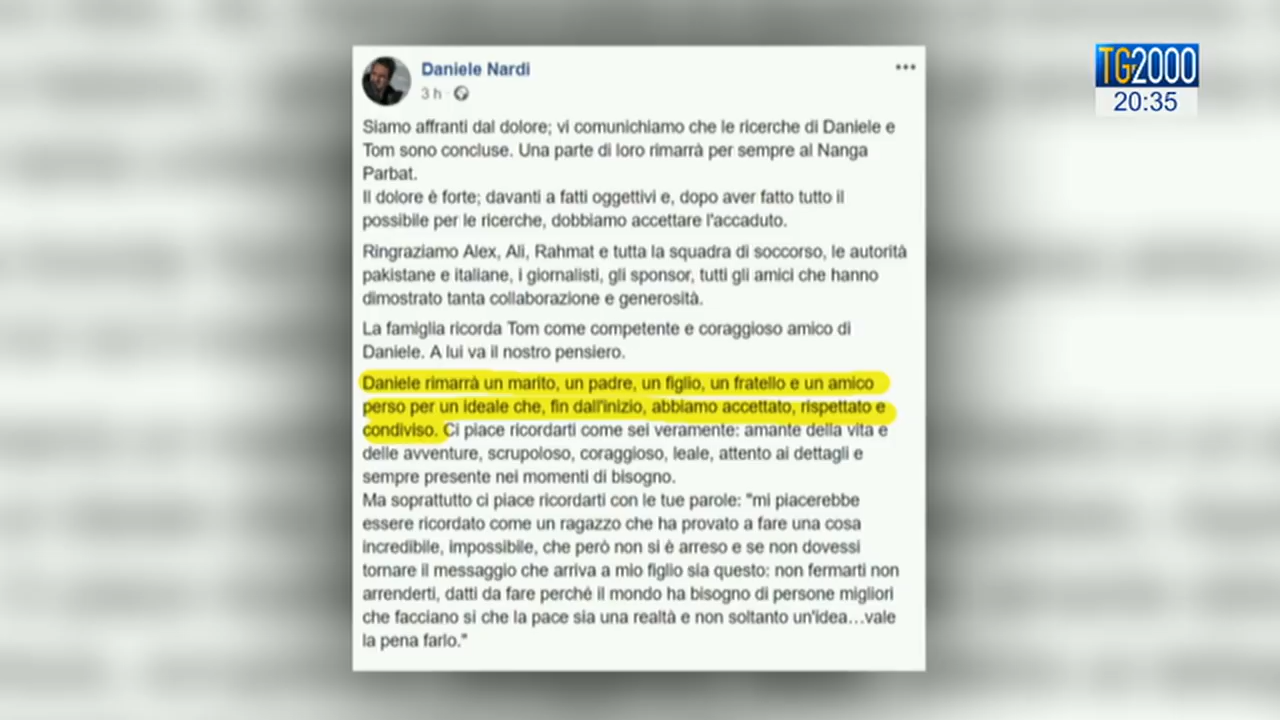 TG2000
20:35
Daniele Nardi
3 h ·
Siamo affranti dal dolore; vi comunichiamo che le ricerche di Daniele e
Tom sono concluse. Una parte di loro rimarrà per sempre al Nanga
Parbat.
Il dolore è forte; davanti a fatti oggettivi e, dopo aver fatto tutto il
possibile per le ricerche, dobbiamo accettare l'accaduto.
Ringraziamo Alex, Ali, Rahmat e tutta la squadra di soccorso, le autorità
pakistane e italiane, i giornalisti, gli sponsor, tutti gli amici che hanno
dimostrato tanta collaborazione e generosità.
La famiglia ricorda Tom come competente e coraggioso amico di
Daniele. A lui va il nostro pensiero.
Daniele rimarrà un marito, un padre, un figlio, un fratello e un amico
perso per un ideale che, fin dall'inizio, abbiamo accettato, rispettato e
condiviso. Ci piace ricordarti come sei veramente: amante della vita e
delle avventure, scrupoloso, coraggioso, leale, attento ai dettagli e
sempre presente nei momenti di bisogno.
Ma soprattutto ci piace ricordarti con le tue parole: "mi piacerebbe
essere ricordato come un ragazzo che ha provato a fare una cosa
incredibile, impossibile, che però non si è arreso e se non dovessi
tornare il messaggio che arriva a mio figlio sia questo: non fermarti non
arrenderti, datti da fare perché il mondo ha bisogno di persone migliori
che facciano si che la pace sia una realtà e non soltanto un'idea…vale
la pena farlo."